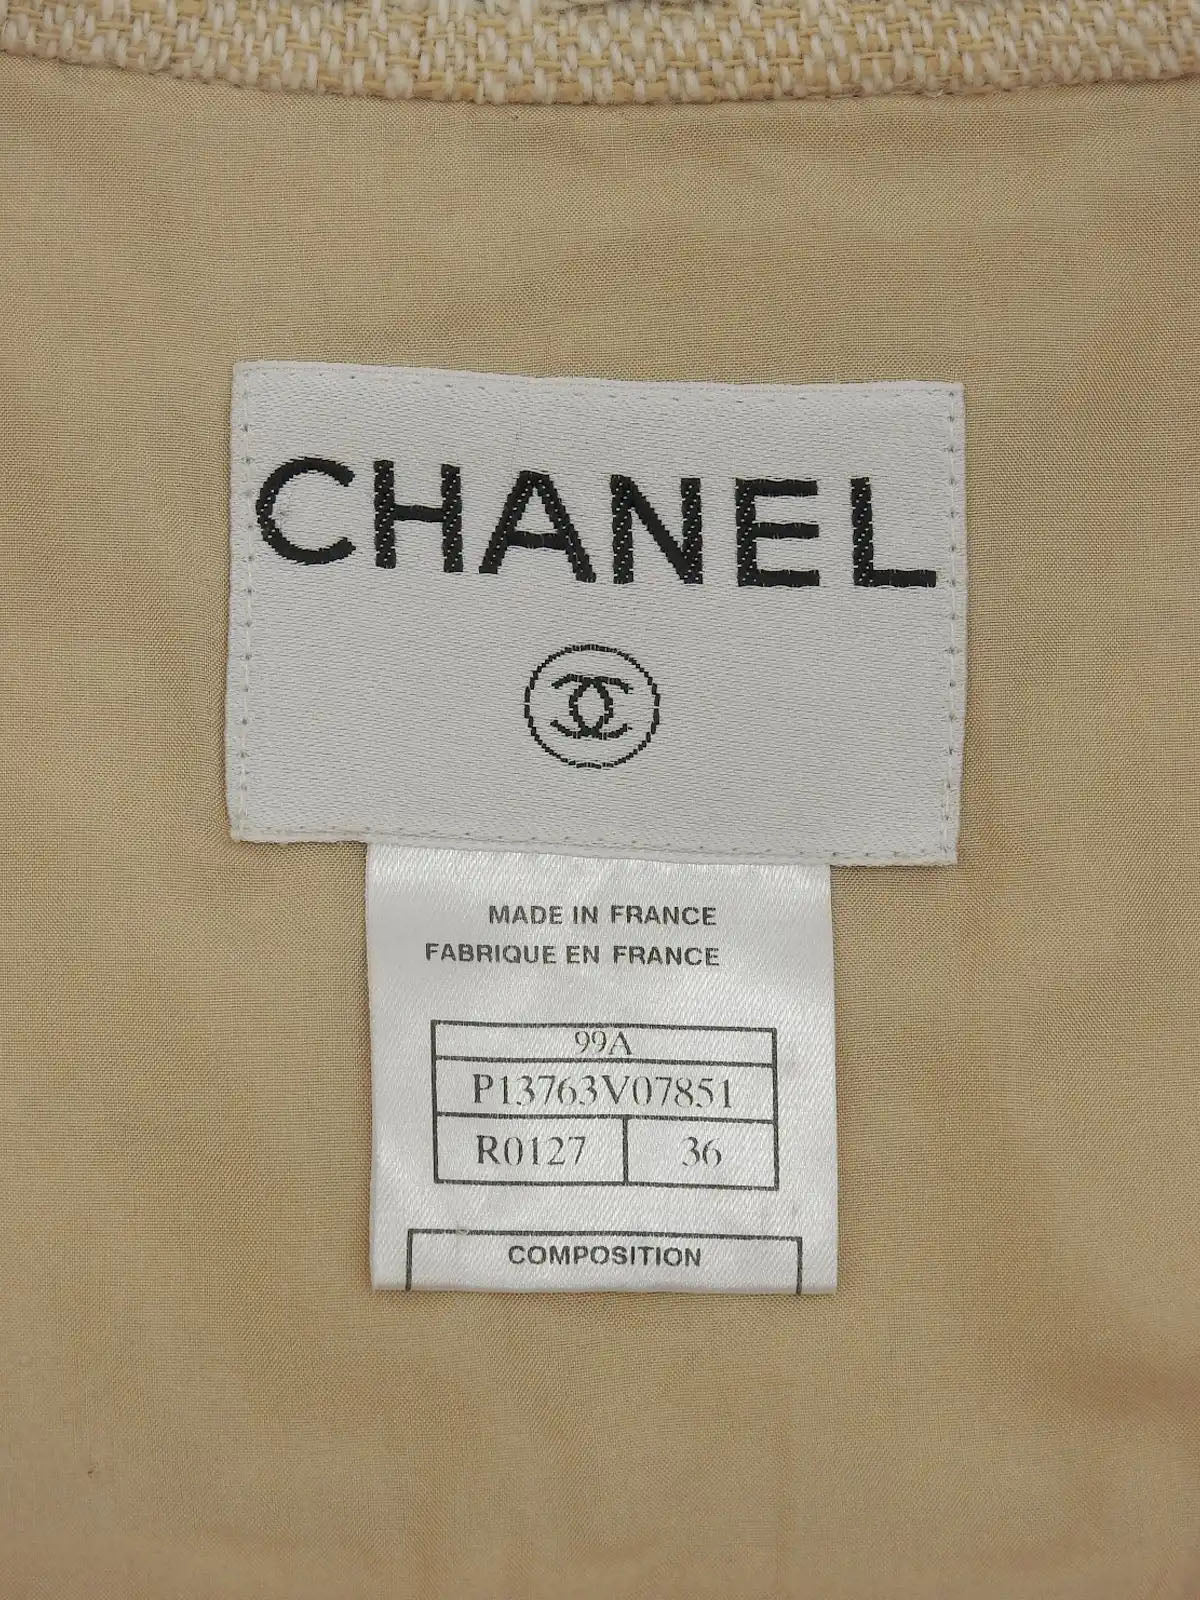 CHANEL
MADE IN FRANCE
FABRIQUE EN FRANCE
99A
P13763V07851
R0127 36
COMPOSITION